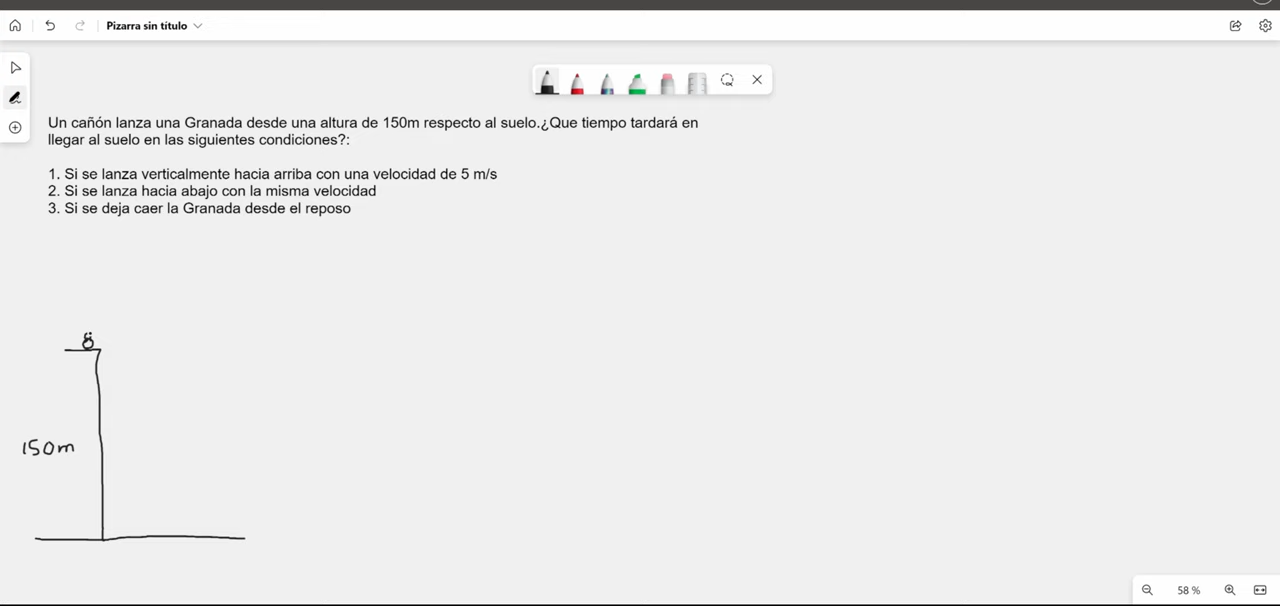 Pizarra sin título
Un cañón lanza una Granada desde una altura de 150m respecto al suelo.¿Que tiempo tardará en
llegar al suelo en las siguientes condiciones?:
1. Si se lanza verticalmente hacia arriba con una velocidad de 5 m/s
2. Si se lanza hacia abajo con la misma velocidad
3. Si se deja caer la Granada desde el reposo
150m
58 %